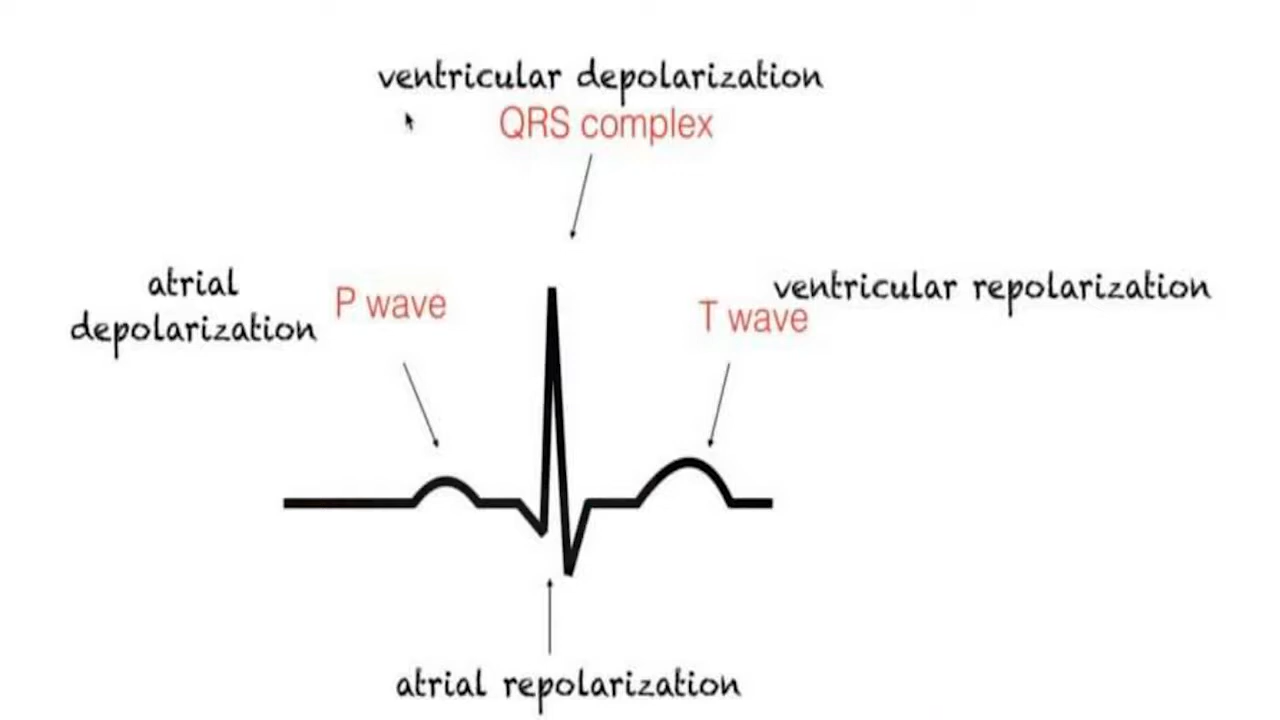 ventricular depolarization
QRS complex
atrial
depolarization
P wave
ventricular repolarization
T wave
atrial repolarization